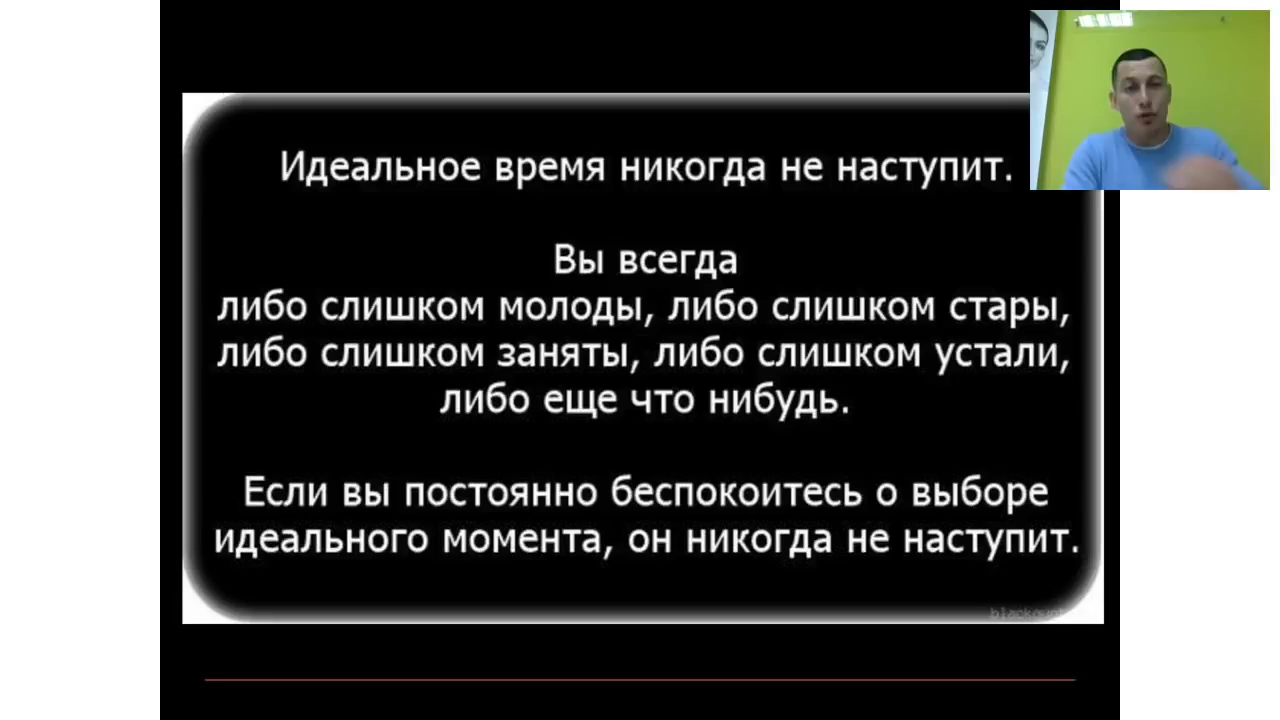 Идеальное время никогда не наступит.
Вы всегда
либо слишком молоды, либо слишком стары,
либо слишком заняты, либо слишком устали,
либо еще что нибудь.
Если вы постоянно беспокоитесь о выборе
идеального момента, он никогда не наступит.